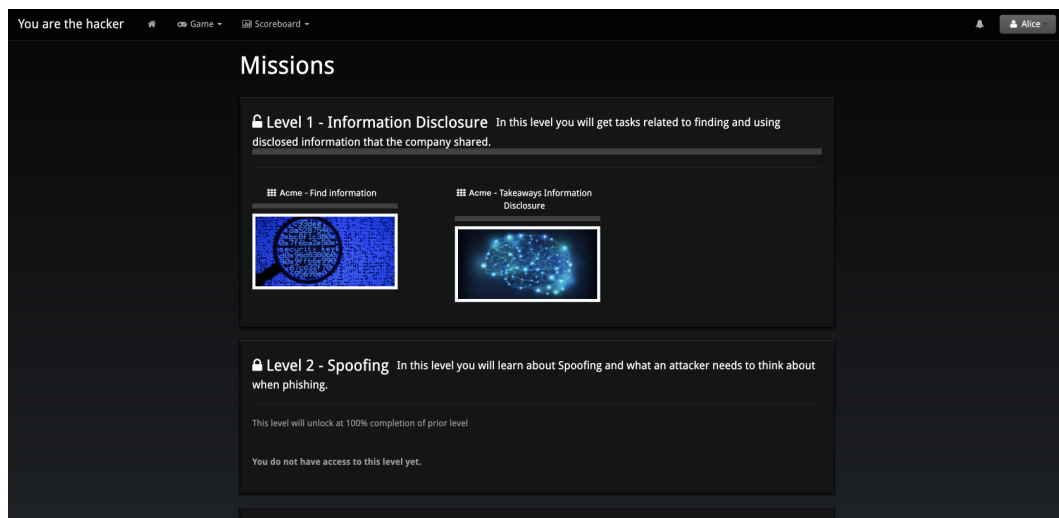 You are the hacker Game Scoreboard Alice
Missions
Level 1 - Information Disclosure In this level you will get tasks related to finding and using
disclosed information that the company shared.
Acme - Find information
Acme - Takeaways Information
Disclosure
security key
Level 2 - Spoofing In this level you will learn about Spoofing and what an attacker needs to think about
when phishing.
This level will unlock at 100% completion of prior level
You do not have access to this level yet.